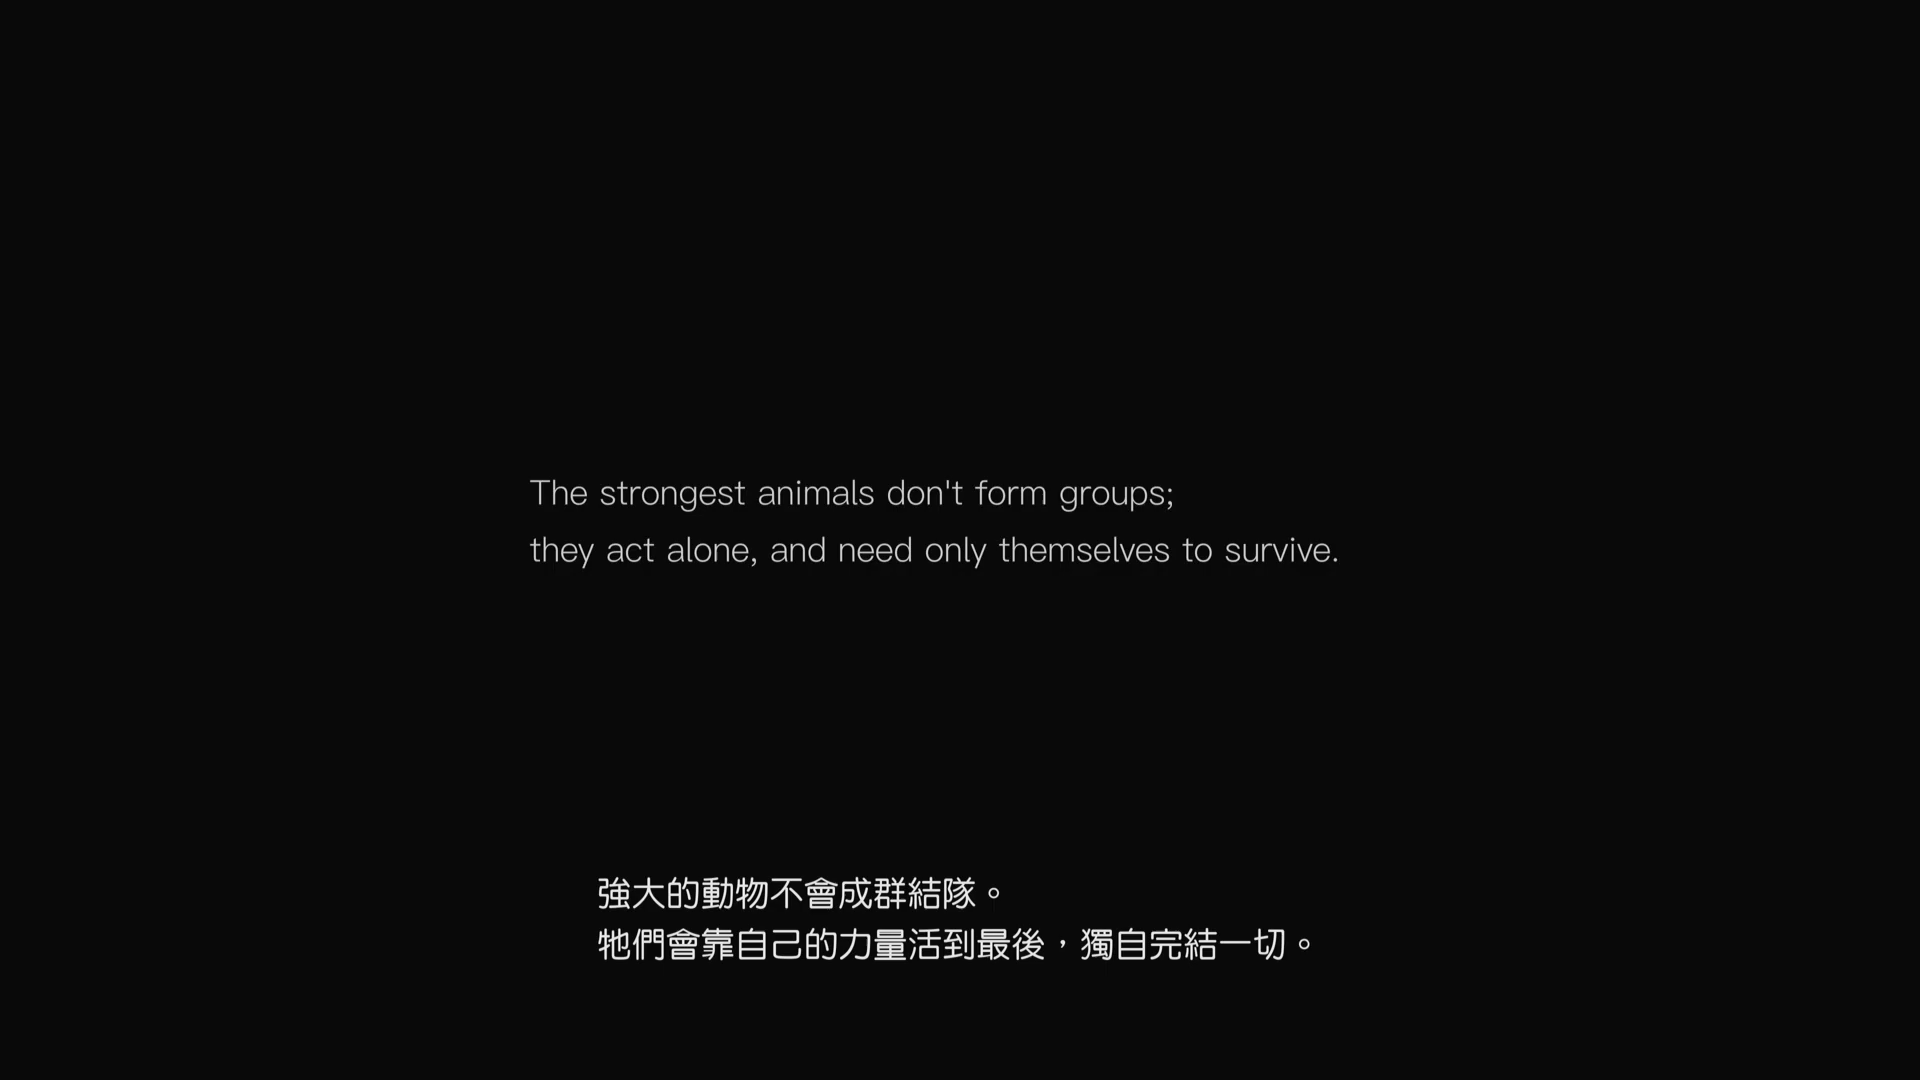 The strongest animals don't form groups;
they act alone, and need only themselves to survive.
強大的動物不會成群結隊。
牠們會靠自己的力量活到最後，獨自完結一切。